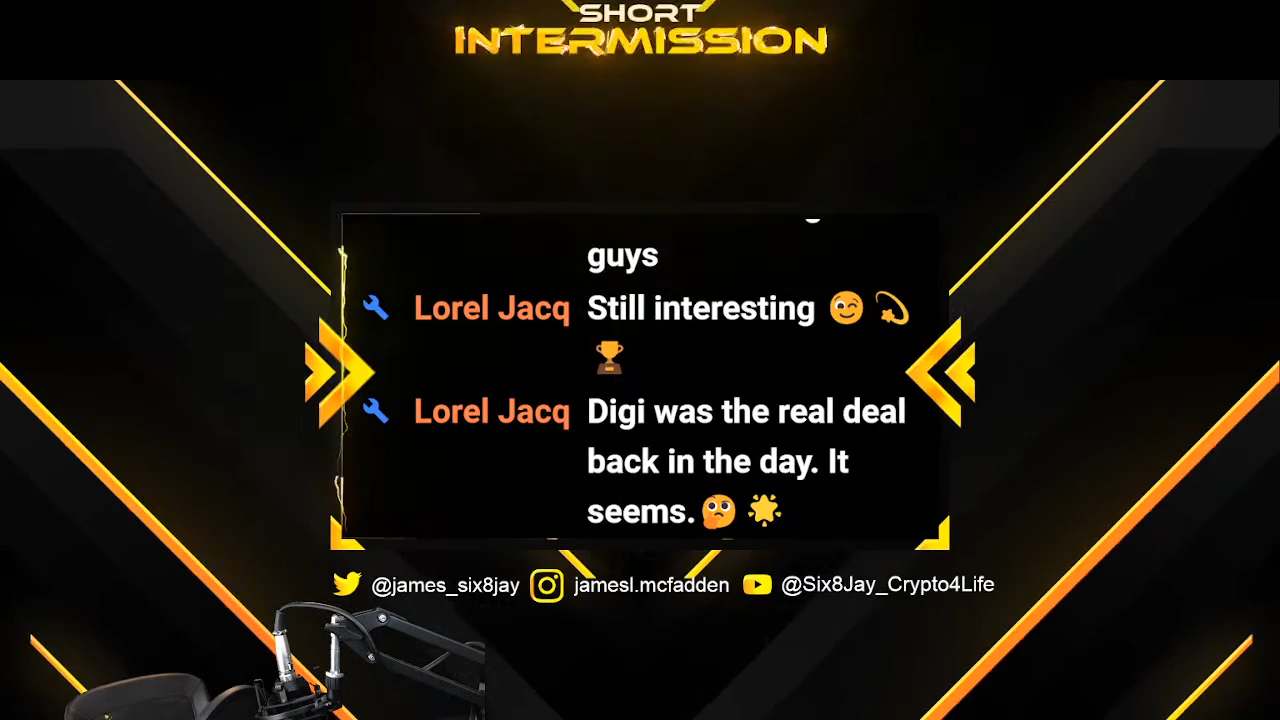 SHORT
INTERMISSION
guys
Lorel Jacq Still interesting 😉 💫
🏆
Lorel Jacq Digi was the real deal
back in the day. It
seems.🤔 🌟
@james_six8jay jamesl.mcfadden @Six8Jay_Crypto4Life